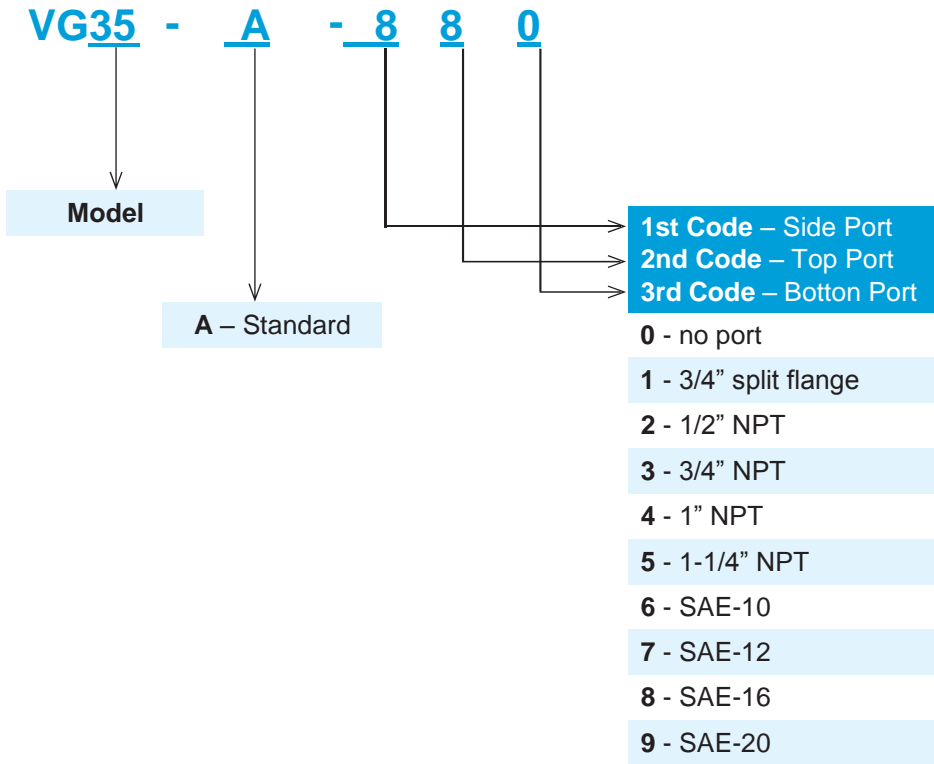 VG35 - A - 8 8 0
Model
A – Standard
1st Code – Side Port
2nd Code – Top Port
3rd Code – Botton Port
0 - no port
1 - 3/4” split flange
2 - 1/2” NPT
3 - 3/4” NPT
4 - 1” NPT
5 - 1-1/4” NPT
6 - SAE-10
7 - SAE-12
8 - SAE-16
9 - SAE-20